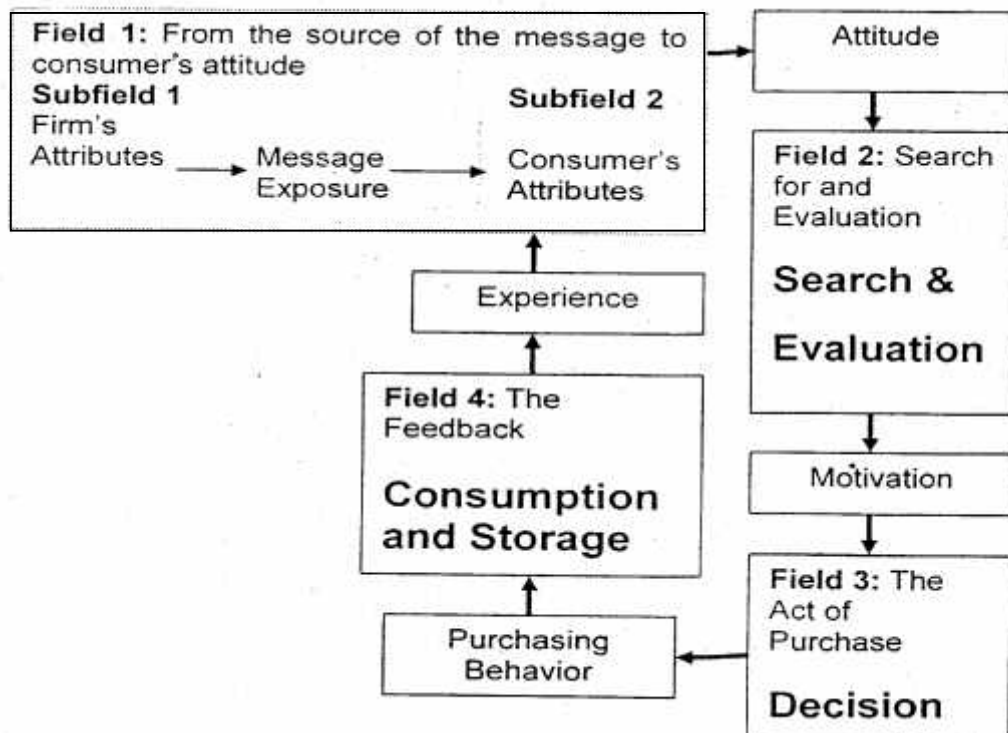 Field 1: From the source of the message to
consumer's attitude
Subfield 1
Subfield 2
Firm's
Attributes
Message
Exposure
Consumer's
Attributes
Attitude
Field 2: Search
for and
Evaluation
Search &
Evaluation
Motivation
Field 3: The
Act of
Purchase
Decision
Purchasing
Behavior
Field 4: The
Feedback
Consumption
and Storage
Experience